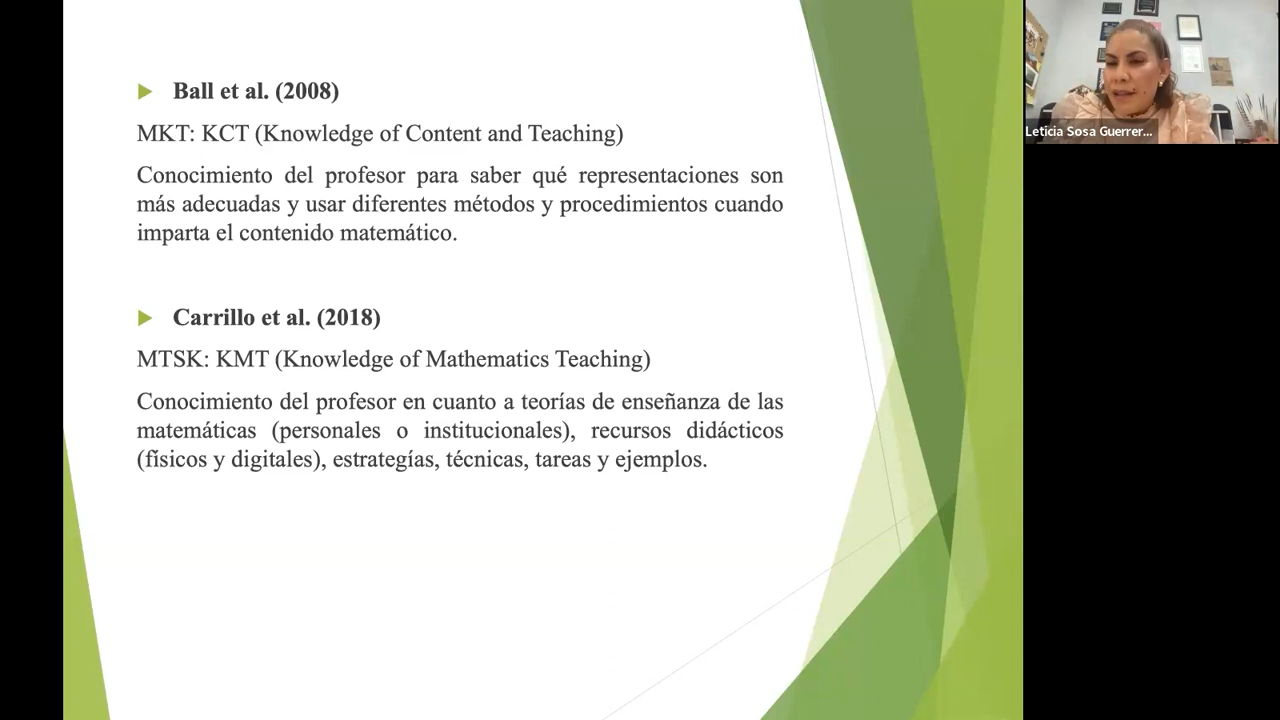 Ball et al. (2008)
MKT: KCT (Knowledge of Content and Teaching)
Conocimiento del profesor para saber qué representaciones son
más adecuadas y usar diferentes métodos y procedimientos cuando
imparta el contenido matemático.
Carrillo et al. (2018)
MTSK: KMT (Knowledge of Mathematics Teaching)
Conocimiento del profesor en cuanto a teorías de enseñanza de las
matemáticas (personales o institucionales), recursos didácticos
(físicos y digitales), estrategías, técnicas, tareas y ejemplos.
Leticia Sosa Guerrer...